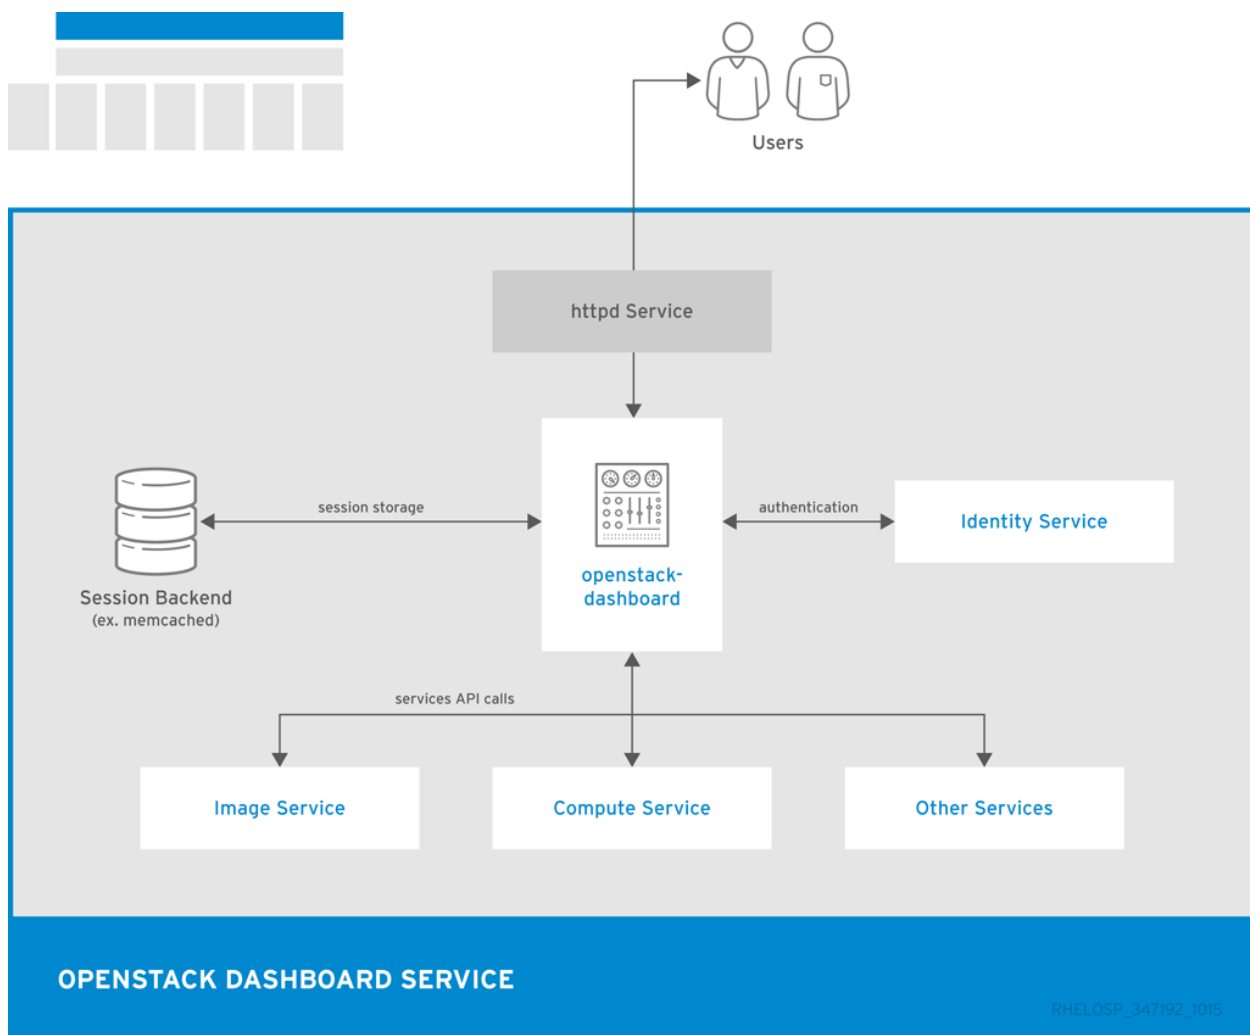 Users
httpd Service
session storage
authentication
Identity Service
openstack-
dashboard
Session Backend
(ex. memcached)
services API calls
Image Service
Compute Service
Other Services
OPENSTACK DASHBOARD SERVICE
RHELOSP_347192_1015